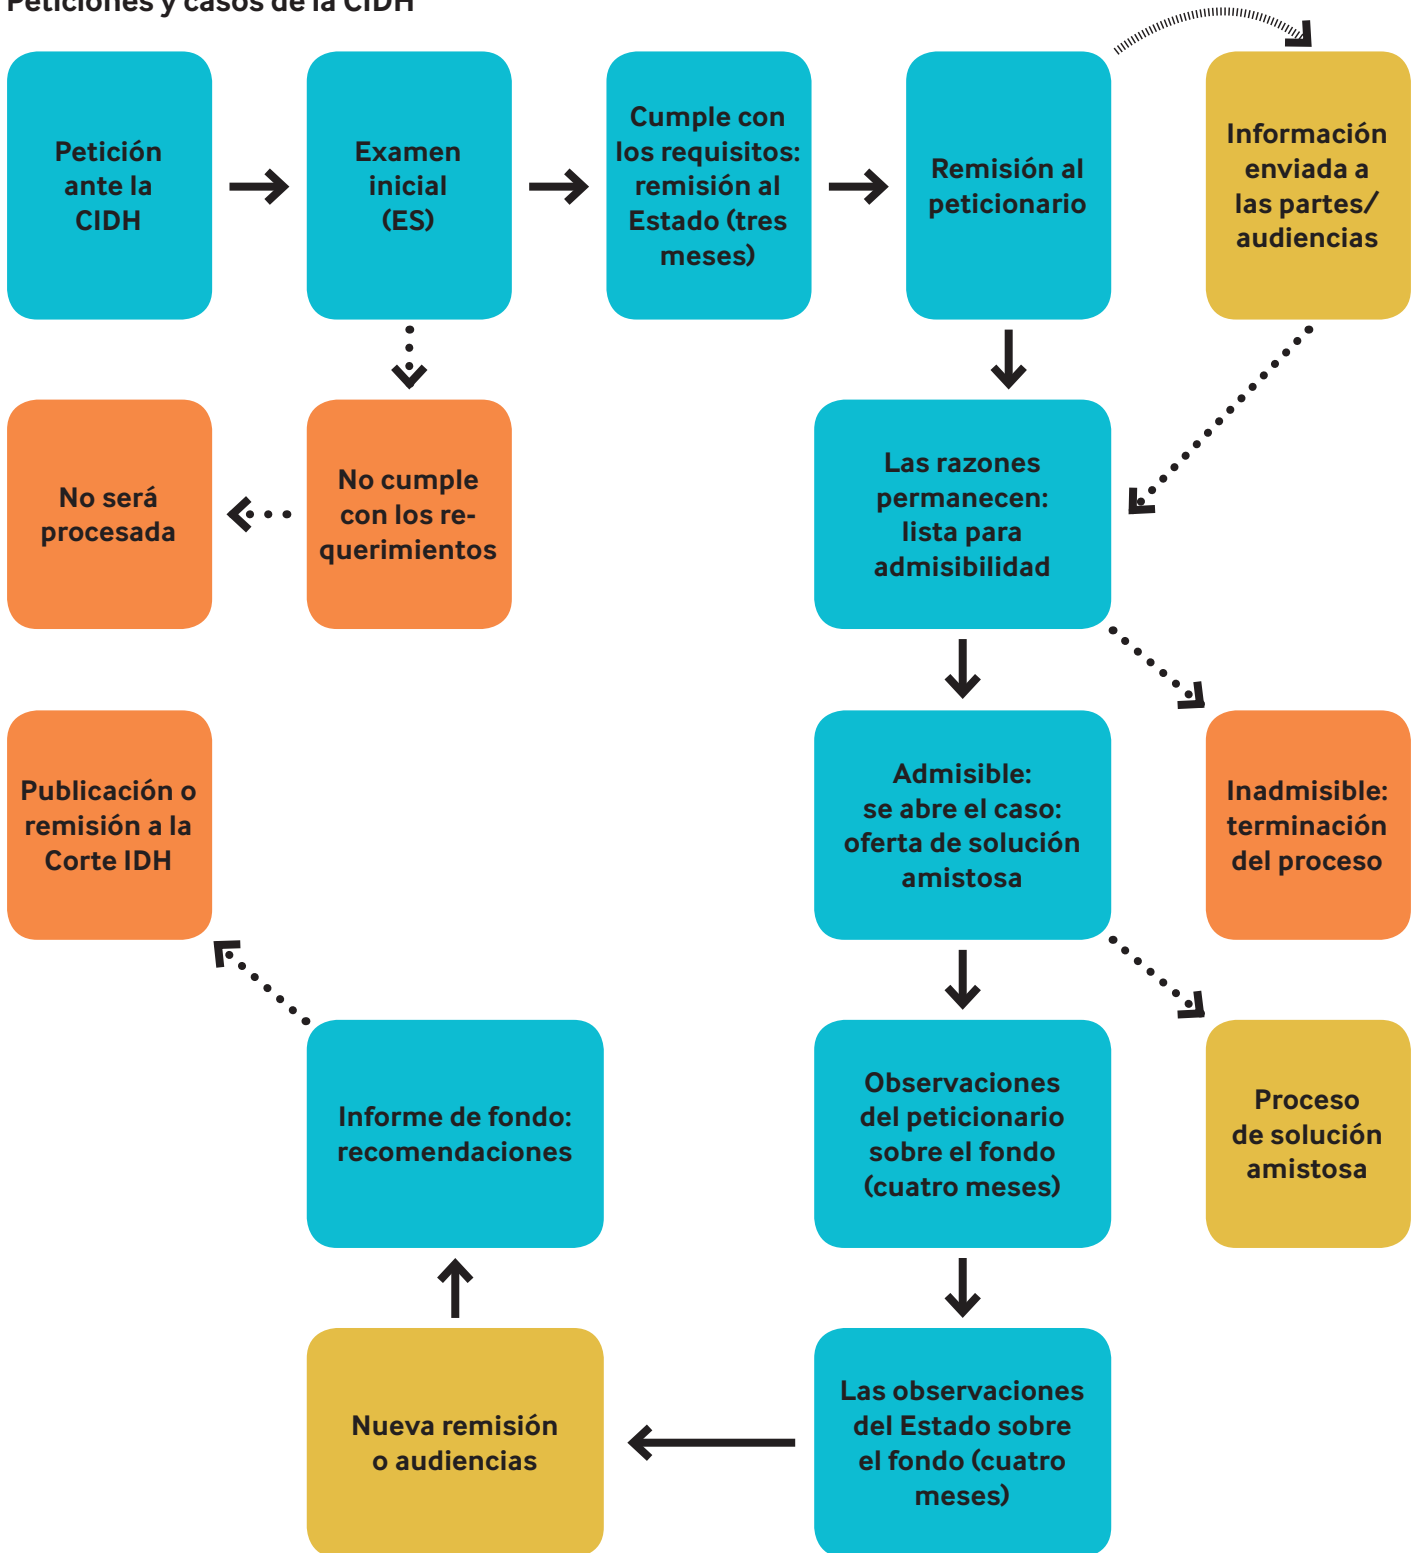 Peticiones y casos de la CIDH
Petición
ante la
CIDH
Examen
inicial
(ES)
Cumple con
los requisitos:
remisión al
Estado (tres
meses)
Remisión al
peticionario
Información
enviada a
las partes/
audiencias
No será
procesada
No cumple
con los re-
querimientos
Las razones
permanecen:
lista para
admisibilidad
Publicación o
remisión a la
Corte IDH
Admisible:
se abre el caso:
oferta de solución
amistosa
Inadmisible:
terminación
del proceso
Informe de fondo:
recomendaciones
Observaciones
del peticionario
sobre el fondo
(cuatro meses)
Proceso
de solución
amistosa
Nueva remisión
o audiencias
Las observaciones
del Estado sobre
el fondo (cuatro
meses)